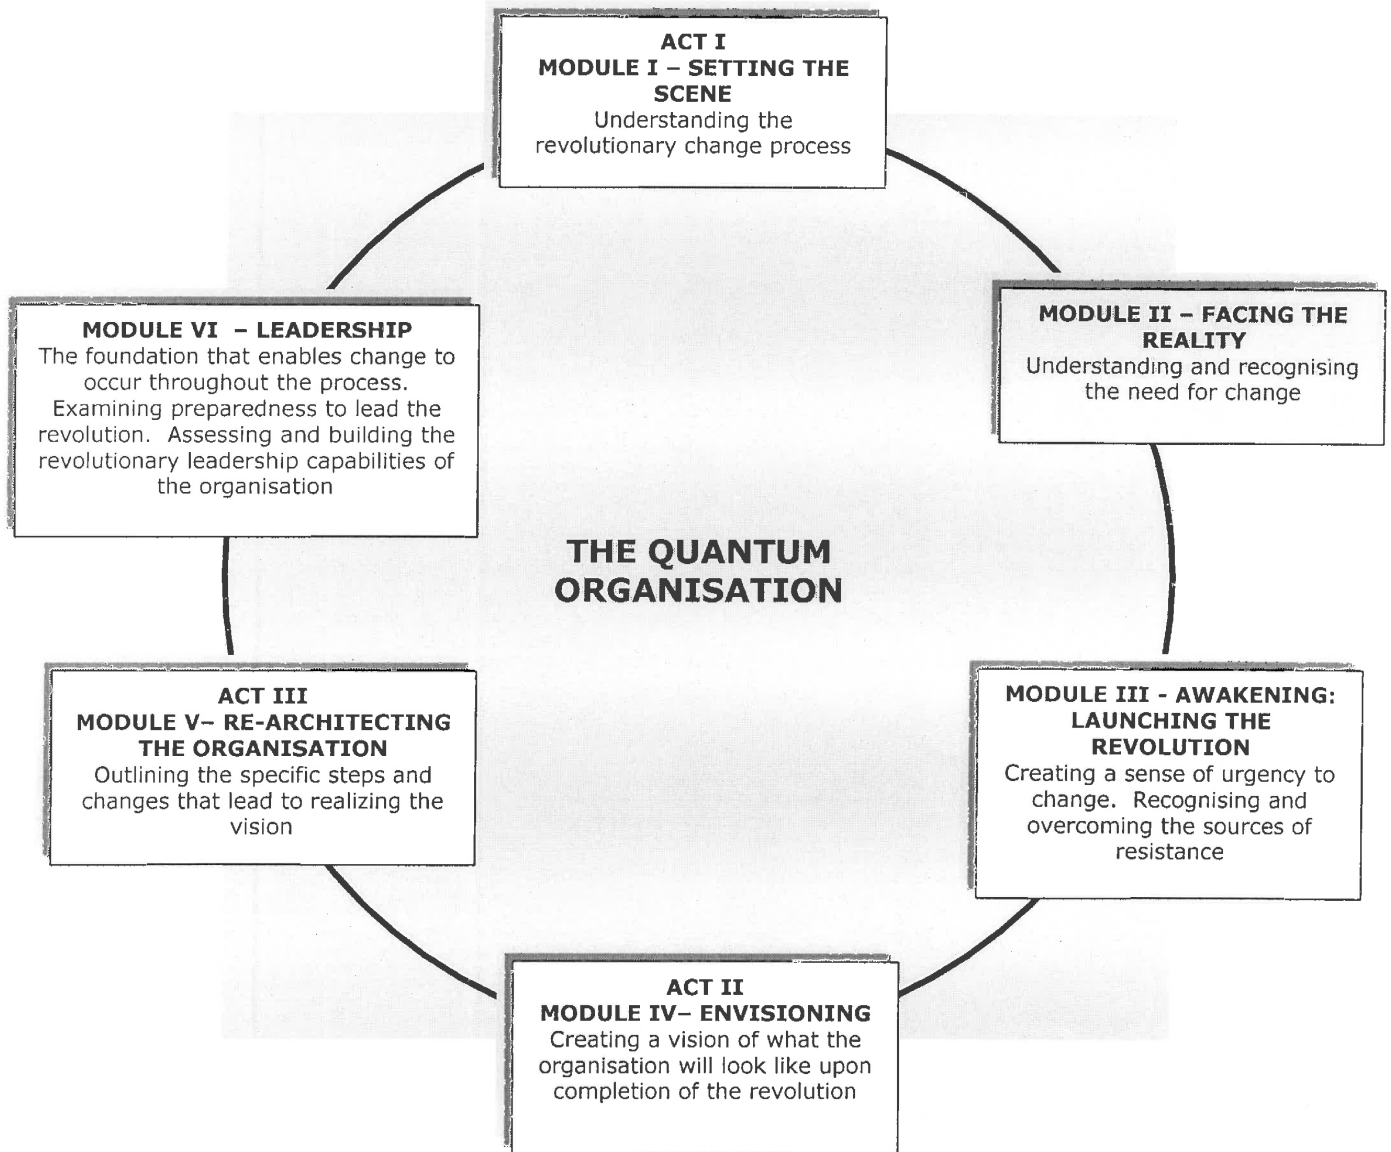 ACT I
MODULE I – SETTING THE
SCENE
Understanding the
revolutionary change process
MODULE II – FACING THE
REALITY
Understanding and recognising
the need for change
MODULE III - AWAKENING:
LAUNCHING THE
REVOLUTION
Creating a sense of urgency to
change.  Recognising and
overcoming the sources of
resistance
ACT II
MODULE IV– ENVISIONING
Creating a vision of what the
organisation will look like upon
completion of the revolution
ACT III
MODULE V– RE-ARCHITECTING
THE ORGANISATION
Outlining the specific steps and
changes that lead to realizing the
vision
MODULE VI  – LEADERSHIP
The foundation that enables change to
occur throughout the process.
Examining preparedness to lead the
revolution.  Assessing and building the
revolutionary leadership capabilities of
the organisation
THE QUANTUM
ORGANISATION